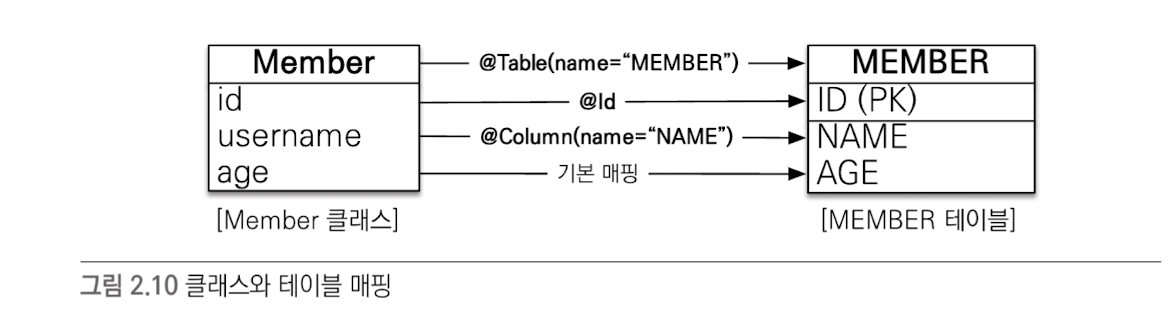 Member @Table(name=“MEMBER”) MEMBER
id @Id ID (PK)
username @Column(name=“NAME”) NAME
age 기본 매핑 AGE
[Member 클래스] [MEMBER 테이블]
그림 2.10 클래스와 테이블 매핑